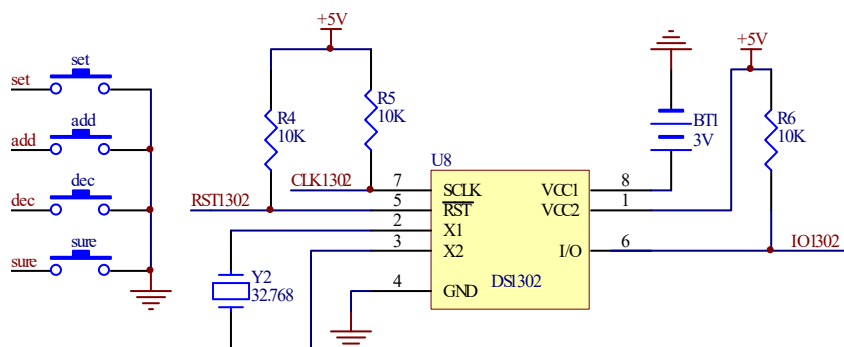 +5V
+5V
set
set
add
add
dec
dec
sure
sure
R4
10K
R5
10K
BT1
3V
R6
10K
U8
CLK1302
RST1302
7
SCLK
5
RST
2
X1
3
X2
4
GND
VCC1
8
VCC2
1
I/O
6
IO1302
DS1302
Y2
32.768